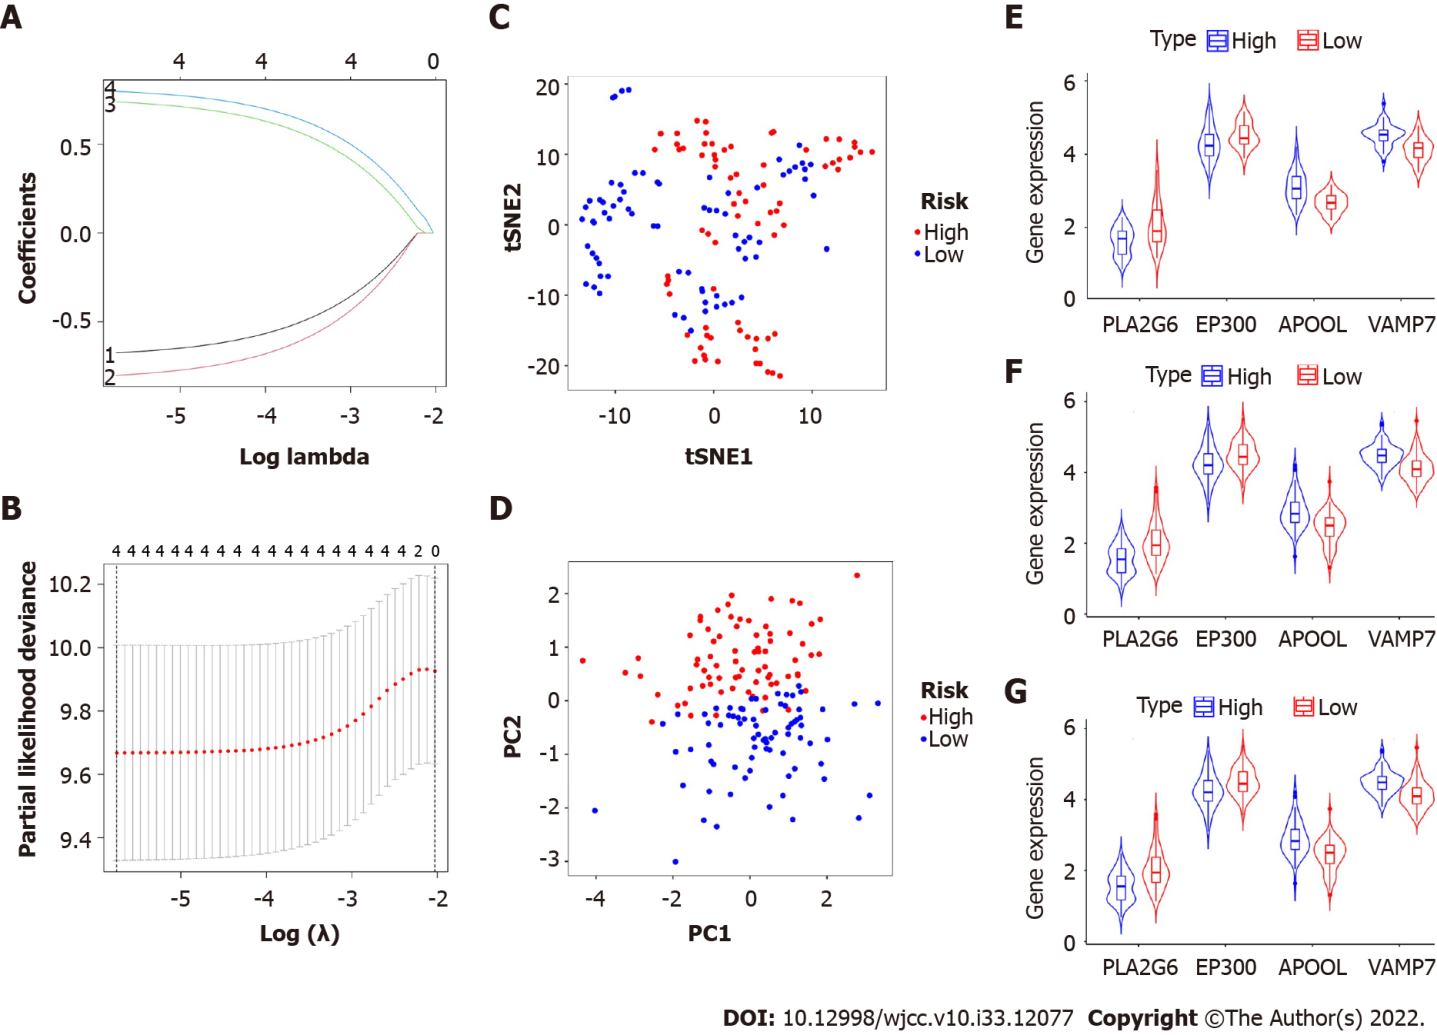 A
4 4 4 0
4
3
1
2
0.5
0.0
-0.5
Coefficients
-5 -4 -3 -2
Log lambda
B
4 4 4 4 4 4 4 4 4 4 4 4 4 4 4 4 4 4 2 0
10.2
10.0
9.8
9.6
9.4
Partial likelihood deviance
-5 -4 -3 -2
Log (λ)
C
20
10
0
-10
-20
tSNE2
-10 0 10
tSNE1
Risk
High
Low
D
2
1
0
-1
-2
-3
PC2
-4 -2 0 2
PC1
Risk
High
Low
E
Type High Low
6
4
2
0
Gene expression
PLA2G6 EP300 APOOL VAMP7
F
Type High Low
6
4
2
0
Gene expression
PLA2G6 EP300 APOOL VAMP7
G
Type High Low
6
4
2
0
Gene expression
PLA2G6 EP300 APOOL VAMP7
DOI: 10.12998/wjcc.v10.i33.12077 Copyright ©The Author(s) 2022.